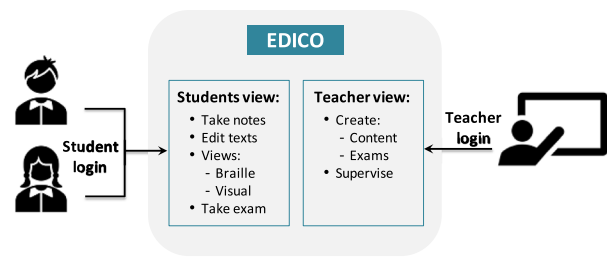 EDICO
Students view:
• Take notes
• Edit texts
• Views:
- Braille
- Visual
• Take exam
Teacher view:
• Create:
- Content
- Exams
• Supervise
Student
login
Teacher
login